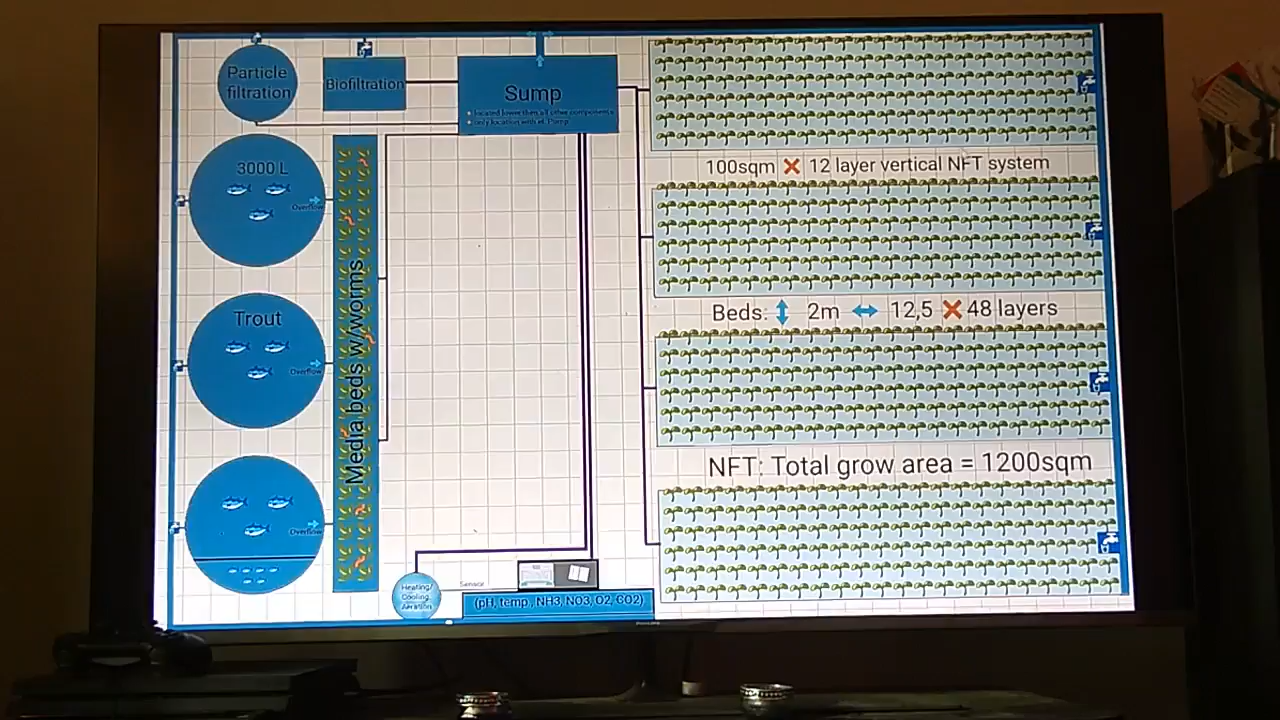 Particle
filtration
Biofiltration
Sump
located lower then all other components
only location with el. Pump
3000 L
Overflow
Trout
Overflow
Overflow
Media beds w/worms
100sqm ❌ 12 layer vertical NFT system
Beds: ↕ 2m ↔ 12,5 ❌ 48 layers
NFT: Total grow area = 1200sqm
Heating/
Cooling,
Aeration
Sensor
(pH, temp, NH3, NO3, O2, CO2)
PHILIPS